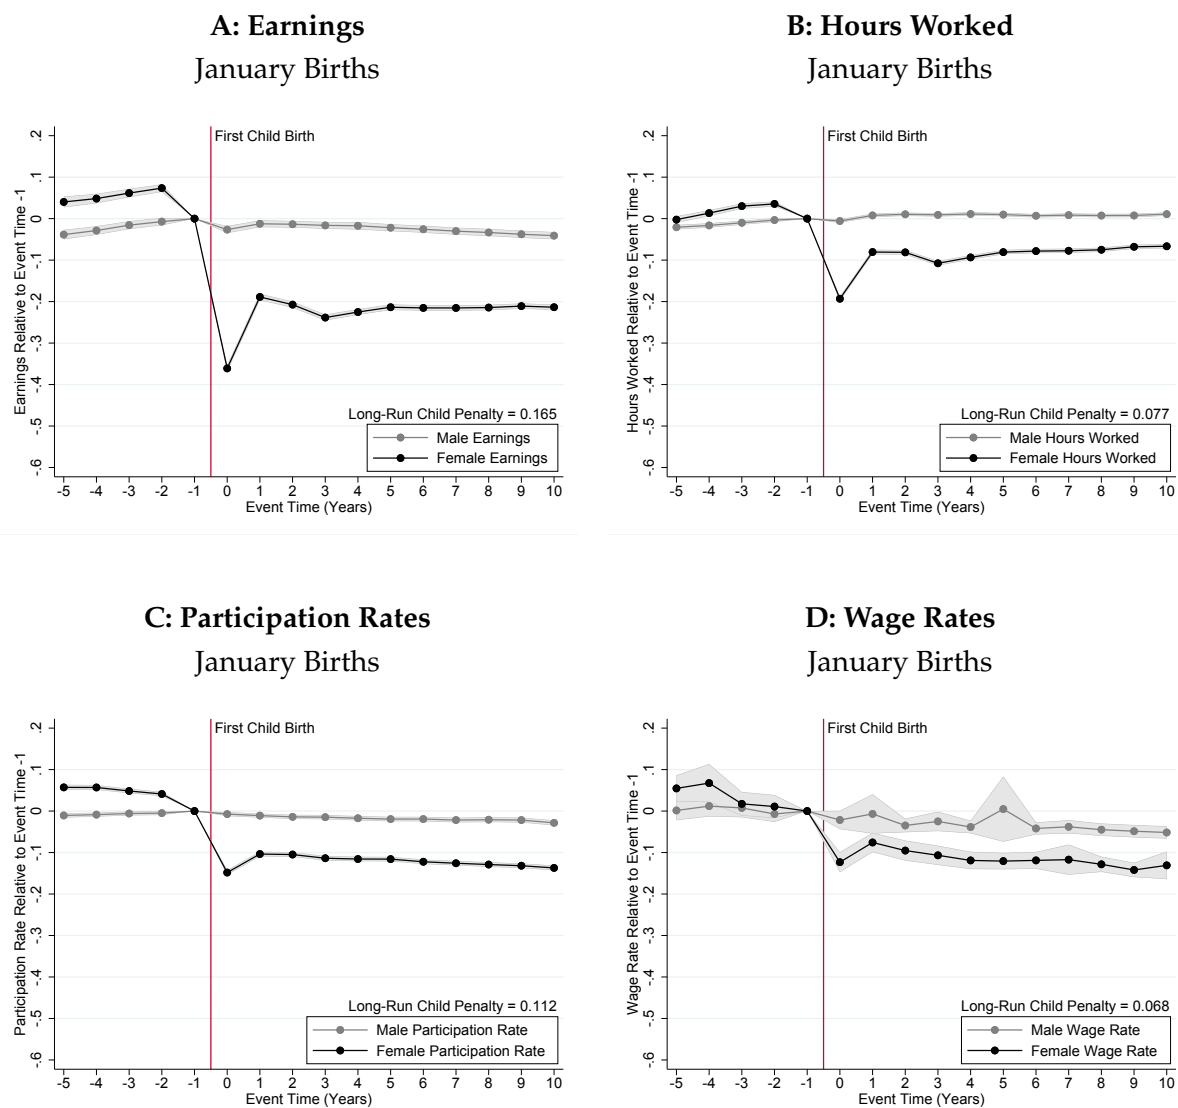 A: Earnings
January Births
.2
.1
0
-.1
-.2
-.3
-.4
-.5
-.6
Earnings Relative to Event Time -1
First Child Birth
Long-Run Child Penalty = 0.165
Male Earnings
Female Earnings
-5 -4 -3 -2 -1 0 1 2 3 4 5 6 7 8 9 10
Event Time (Years)
B: Hours Worked
January Births
.2
.1
0
-.1
-.2
-.3
-.4
-.5
-.6
Hours Worked Relative to Event Time -1
First Child Birth
Long-Run Child Penalty = 0.077
Male Hours Worked
Female Hours Worked
-5 -4 -3 -2 -1 0 1 2 3 4 5 6 7 8 9 10
Event Time (Years)
C: Participation Rates
January Births
.2
.1
0
-.1
-.2
-.3
-.4
-.5
-.6
Participation Rate Relative to Event Time -1
First Child Birth
Long-Run Child Penalty = 0.112
Male Participation Rate
Female Participation Rate
-5 -4 -3 -2 -1 0 1 2 3 4 5 6 7 8 9 10
Event Time (Years)
D: Wage Rates
January Births
.2
.1
0
-.1
-.2
-.3
-.4
-.5
-.6
Wage Rate Relative to Event Time -1
First Child Birth
Long-Run Child Penalty = 0.068
Male Wage Rate
Female Wage Rate
-5 -4 -3 -2 -1 0 1 2 3 4 5 6 7 8 9 10
Event Time (Years)